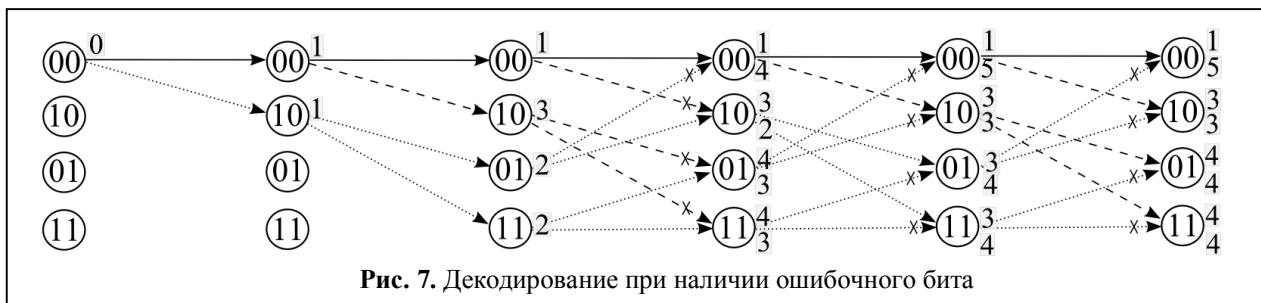 00 0 00 1 00 1 00 1 4 00 1 5 00 1 5
10 10 1 10 3 10 3 2 10 3 3 10 3 3
01 01 01 2 01 4 3 01 3 4 01 4 4
11 11 11 2 11 4 3 11 3 4 11 4 4
Рис. 7. Декодирование при наличии ошибочного бита